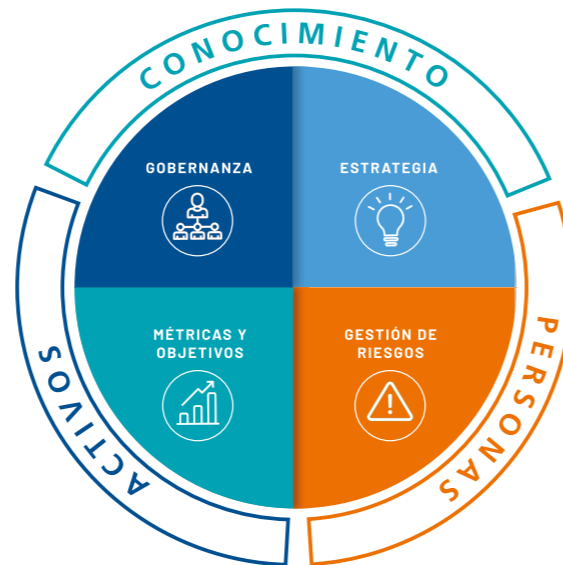 CONOCIMIENTO
GOBERNANZA
ESTRATEGIA
MÉTRICAS Y
OBJETIVOS
GESTIÓN DE
RIESGOS
ACTIVOS
PERSONAS